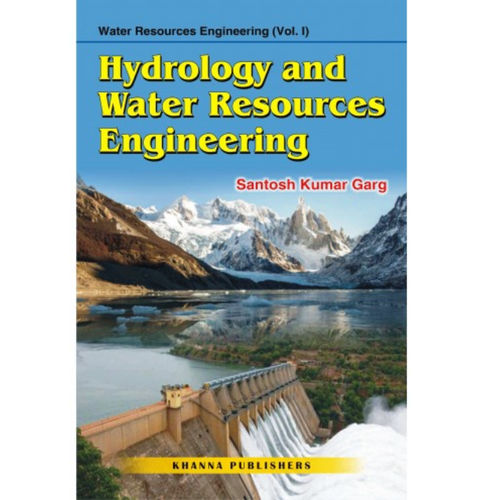 Water Resources Engineering (Vol. I)
Hydrology and
Water Resources
Engineering
Santosh Kumar Garg
KHANNA PUBLISHERS